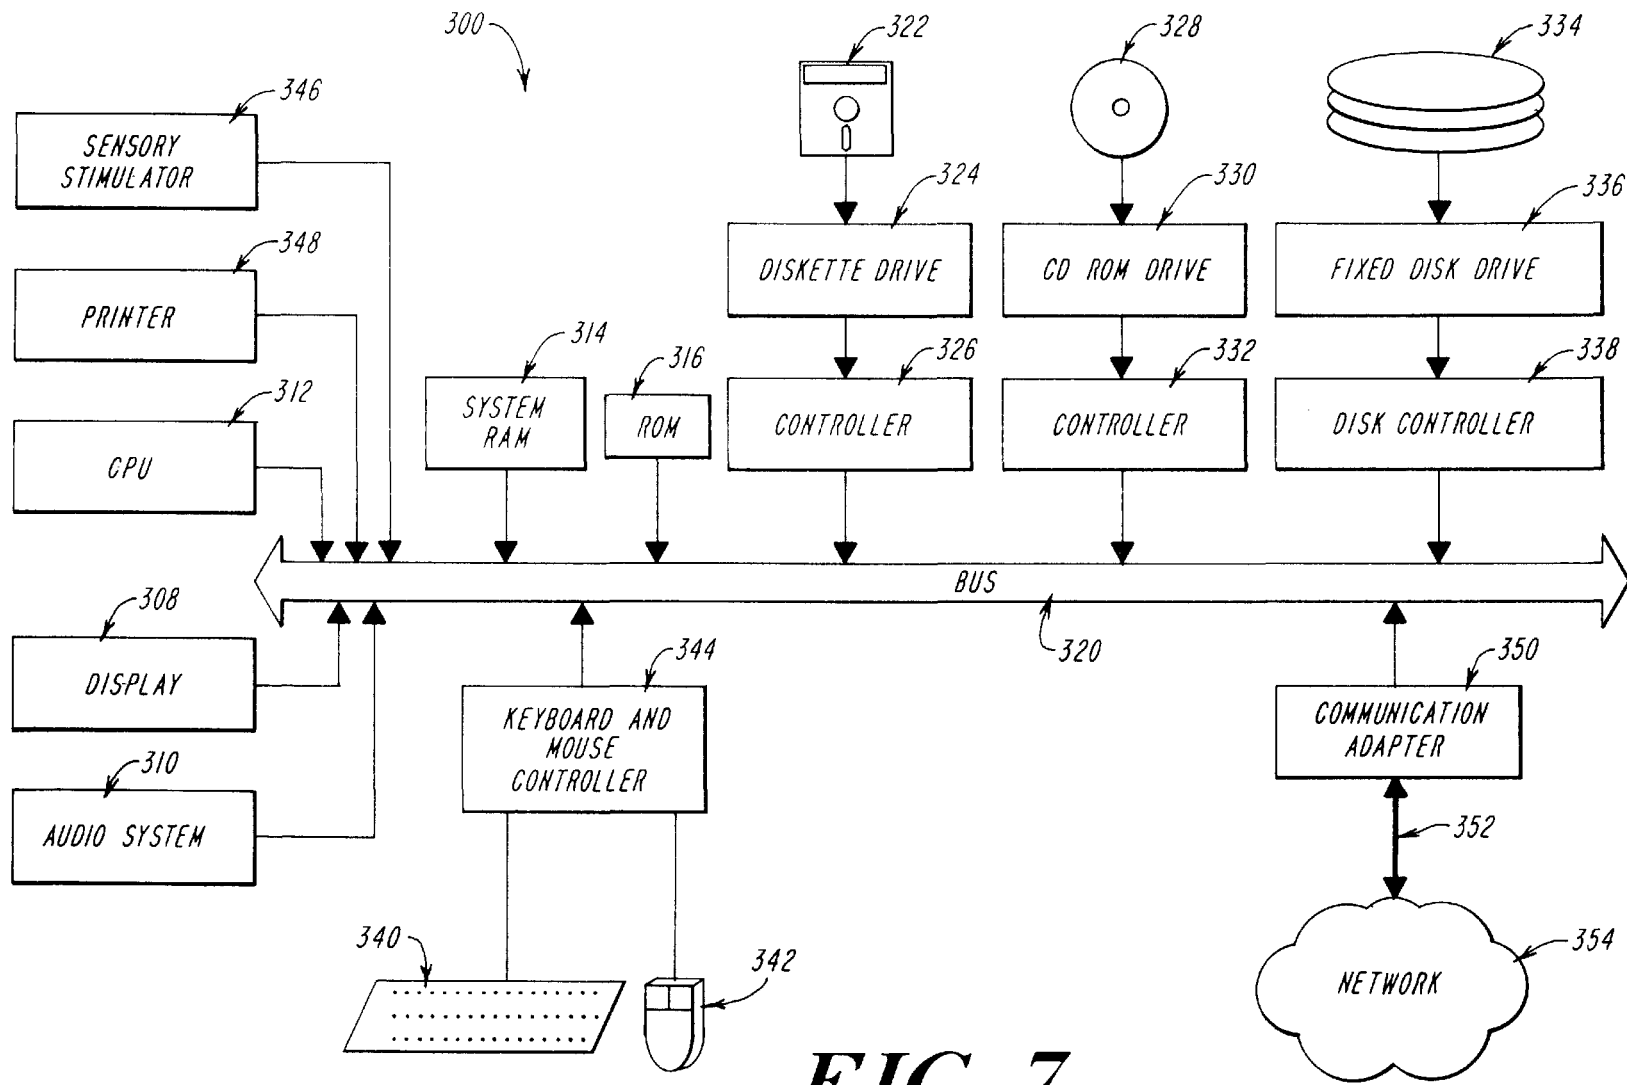 300
322
328
334
346
SENSORY
STIMULATOR
324
330
336
348
DISKETTE DRIVE
CD ROM DRIVE
FIXED DISK DRIVE
PRINTER
314
316
326
332
338
312
SYSTEM
RAM
ROM
CONTROLLER
CONTROLLER
DISK CONTROLLER
CPU
BUS
320
308
DISPLAY
344
KEYBOARD AND
MOUSE
CONTROLLER
350
COMMUNICATION
ADAPTER
310
AUDIO SYSTEM
352
340
342
354
NETWORK
FIG. 7